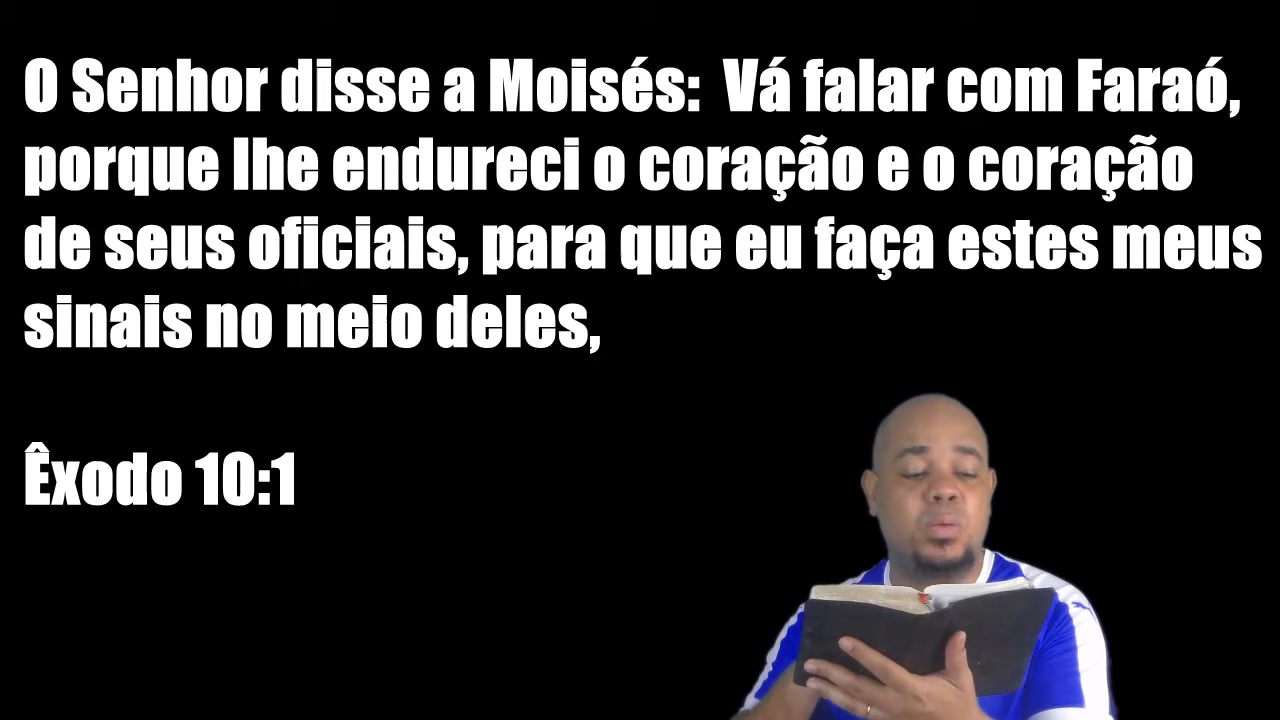 O Senhor disse a Moisés:  Vá falar com Faraó,
porque lhe endureci o coração e o coração
de seus oficiais, para que eu faça estes meus
sinais no meio deles,
Êxodo 10:1